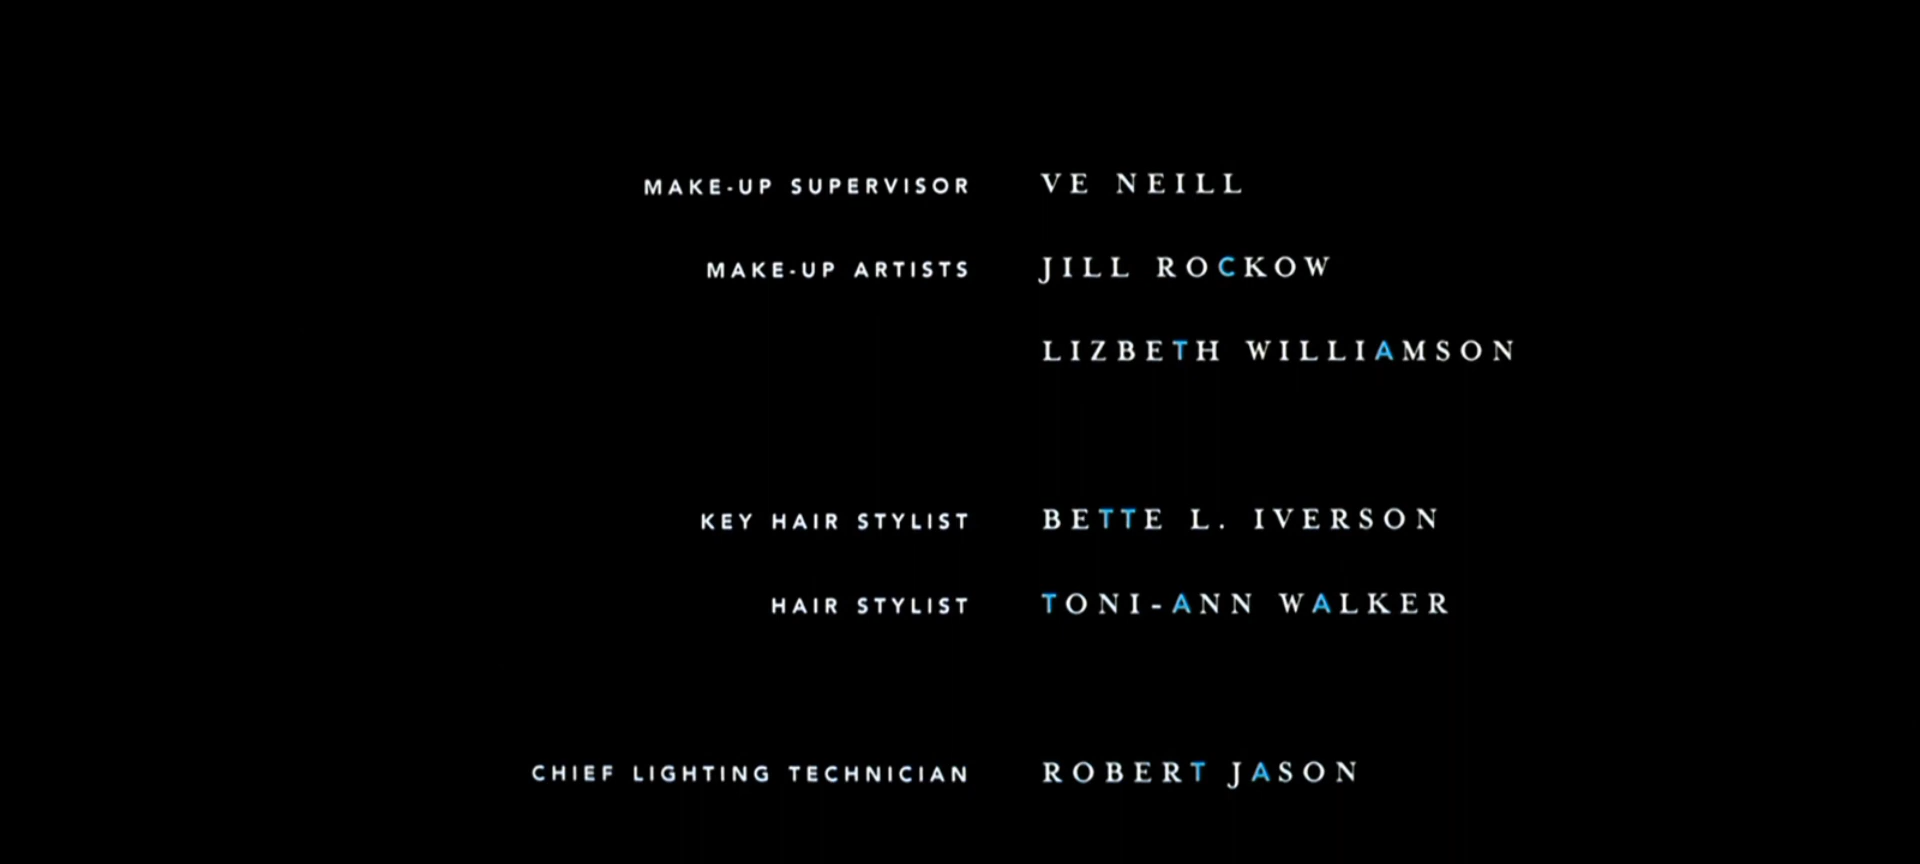 MAKE-UP SUPERVISOR VE NEILL
MAKE-UP ARTISTS JILL ROCKOW
LIZBETH WILLIAMSON
KEY HAIR STYLIST BETTE L. IVERSON
HAIR STYLIST TONI-ANN WALKER
CHIEF LIGHTING TECHNICIAN ROBERT JASON